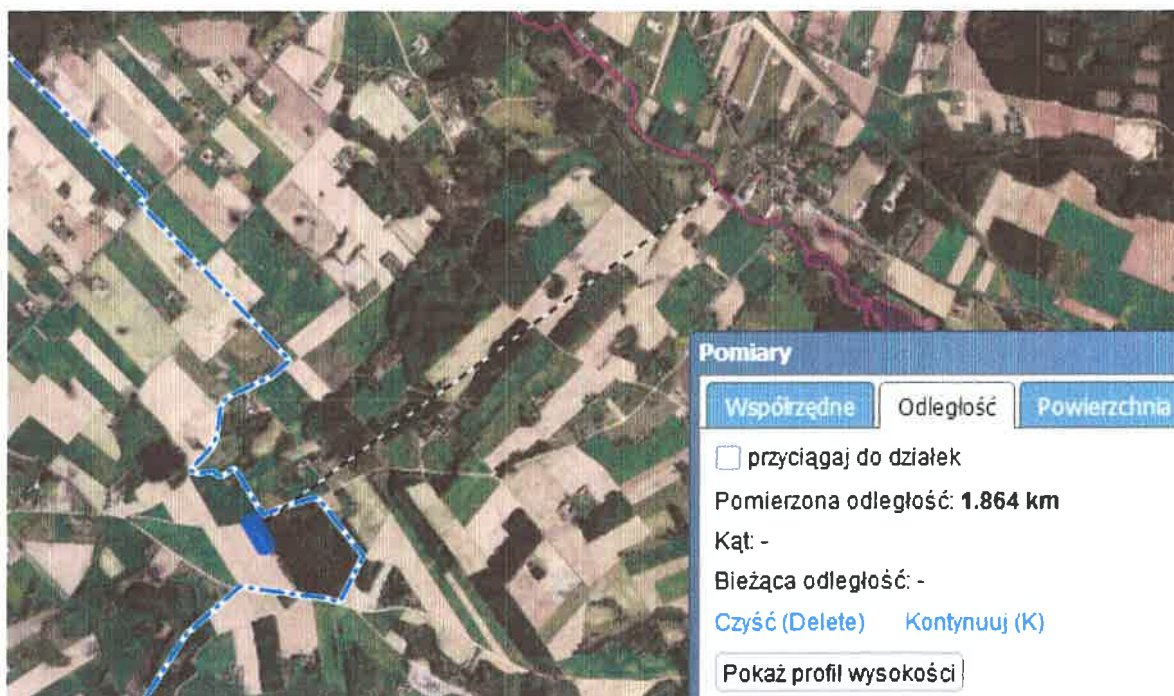 Pomiary
Współrzędne Odległość Powierzchnia
przyciągaj do działek
Pomierzona odległość: 1.864 km
Kąt: -
Bieżąca odległość: -
Czyść (Delete) Kontynuuj (K)
Pokaż profil wysokości